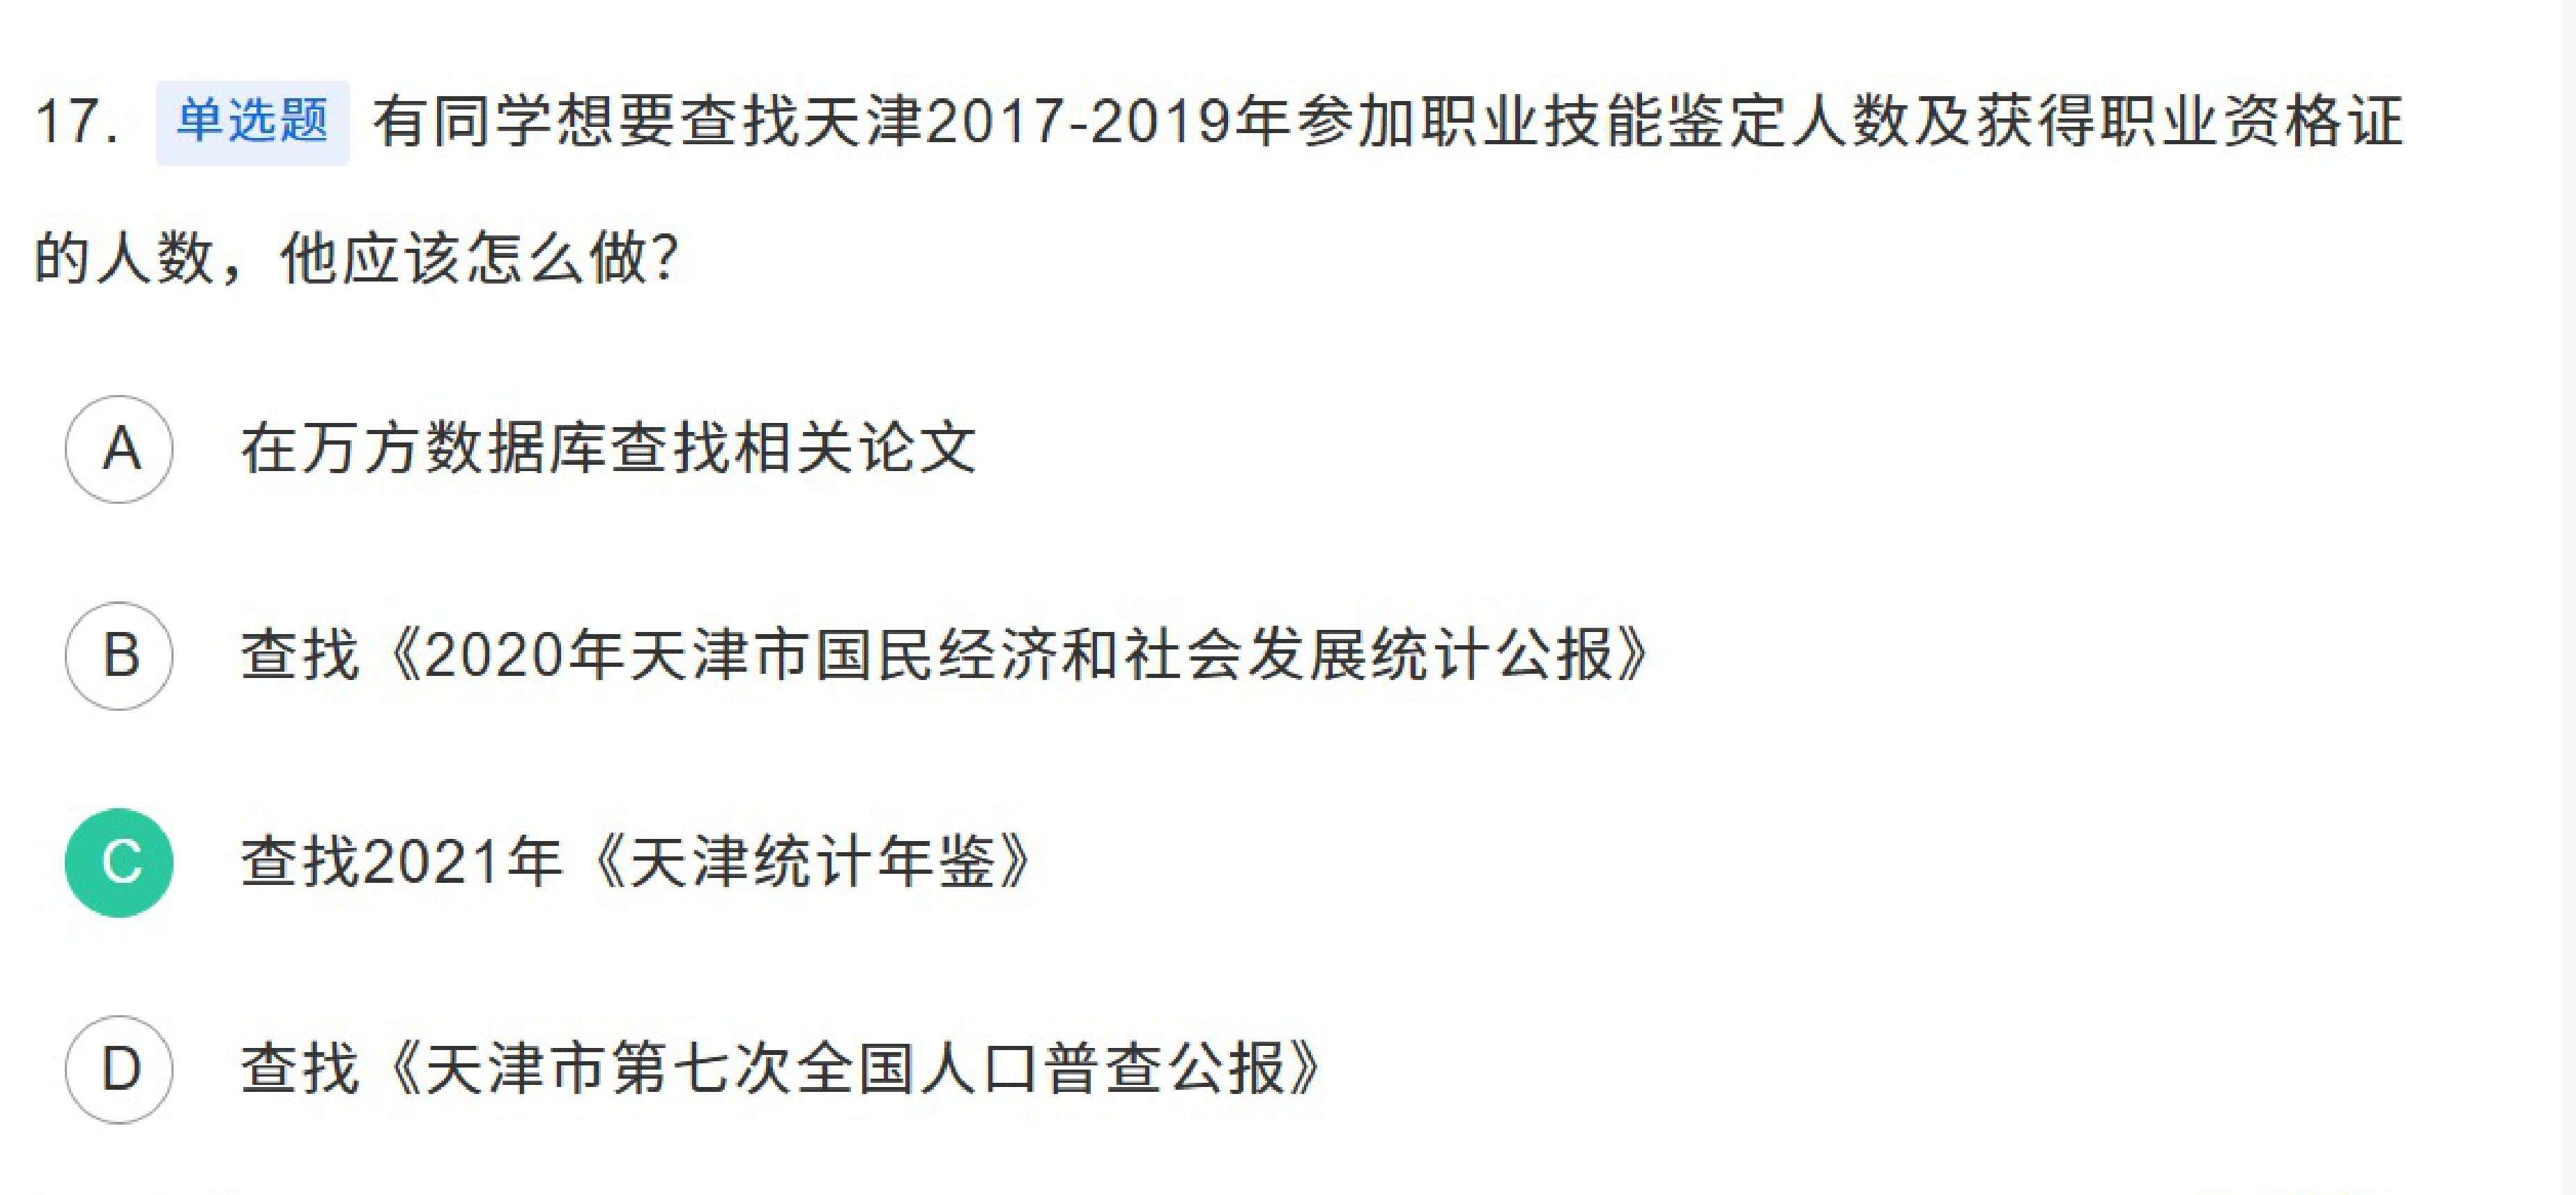 17. 单选题 有同学想要查找天津2017-2019年参加职业技能鉴定人数及获得职业资格证
的人数，他应该怎么做？
A 在万方数据库查找相关论文
B 查找《2020年天津市国民经济和社会发展统计公报》
C 查找2021年《天津统计年鉴》
D 查找《天津市第七次全国人口普查公报》